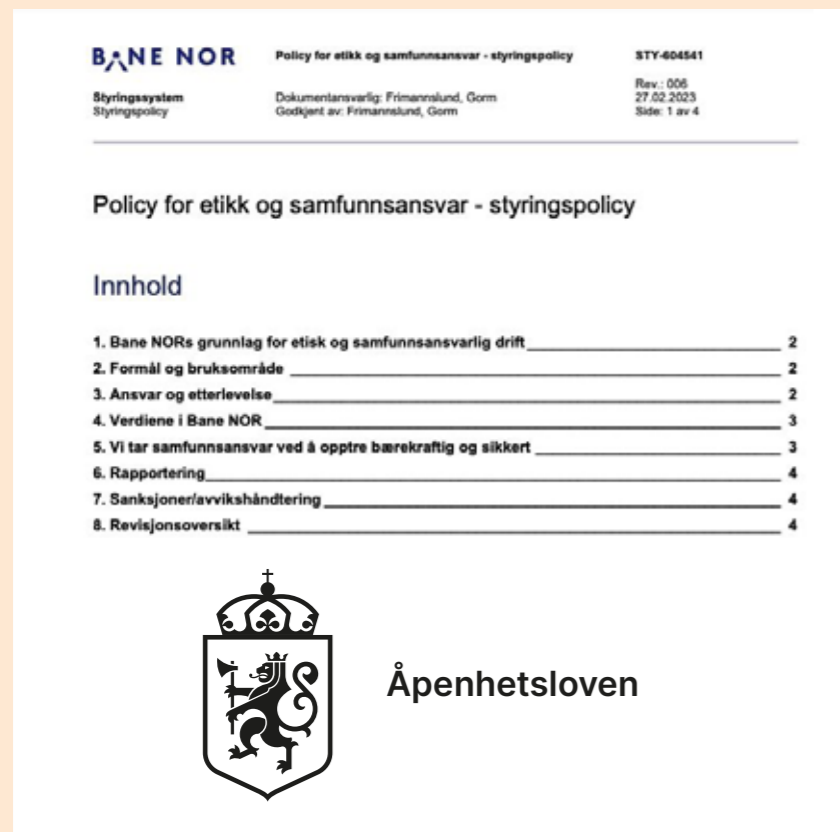 BANE NOR
Policy for etikk og samfunnsansvar - styringspolicy
STY-604541
Rev.: 006
Styringssystem
Dokumentansvarlig: Frimannslund, Gorm
27.02.2023
Styringspolicy
Godkjent av: Frimannslund, Gorm
Side: 1 av 4
Policy for etikk og samfunnsansvar - styringspolicy
Innhold
1. Bane NORs grunnlag for etisk og samfunnsansvarlig drift 2
2. Formål og bruksområde 2
3. Ansvar og etterlevelse 2
4. Verdiene i Bane NOR 3
5. Vi tar samfunnsansvar ved å opptre bærekraftig og sikkert 3
6. Rapportering 4
7. Sanksjoner/avvikshåndtering 4
8. Revisjonsoversikt 4
Åpenhetsloven